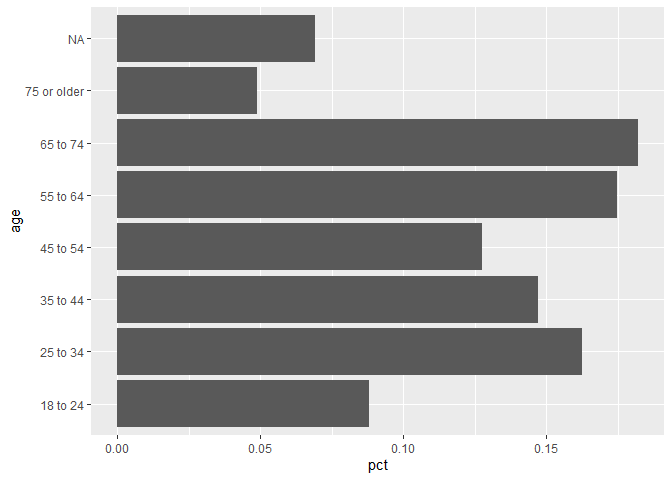 NA
75 or older
65 to 74
55 to 64
45 to 54
35 to 44
25 to 34
18 to 24
age
0.00 0.05 0.10 0.15
pct